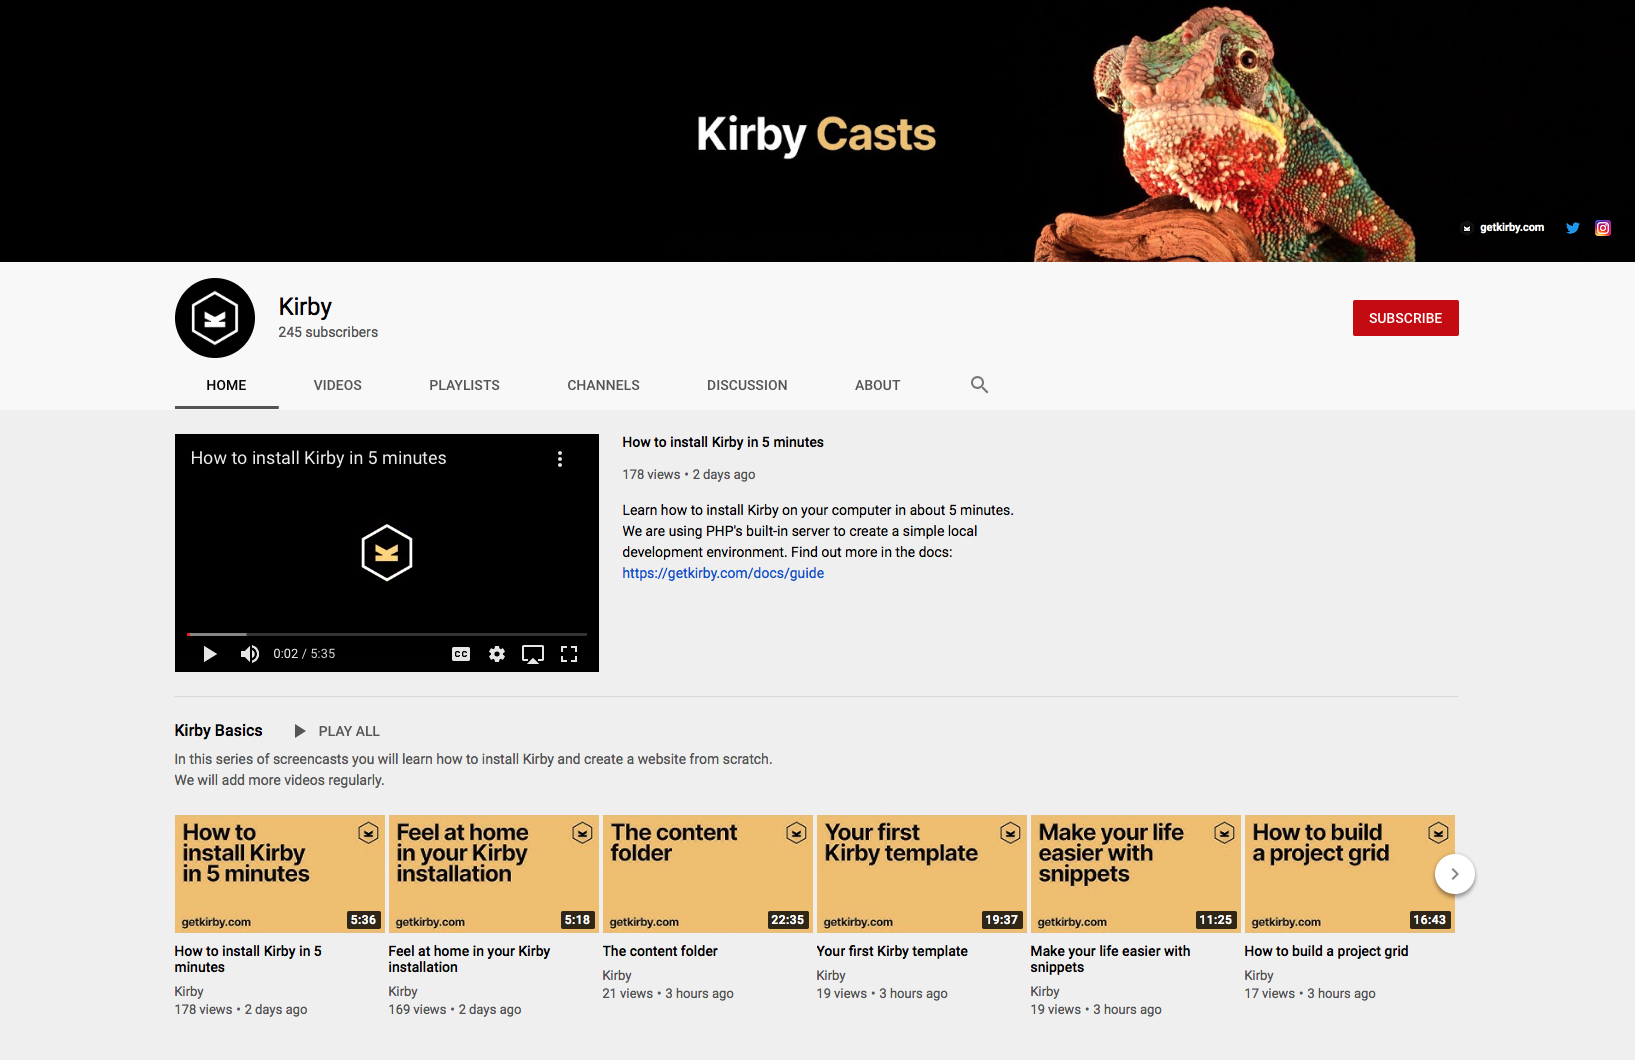 Kirby Casts
getkirby.com
Kirby
245 subscribers
SUBSCRIBE
HOME
VIDEOS
PLAYLISTS
CHANNELS
DISCUSSION
ABOUT
How to install Kirby in 5 minutes
0:02 / 5:35
CC
How to install Kirby in 5 minutes
178 views • 2 days ago
Learn how to install Kirby on your computer in about 5 minutes.
We are using PHP's built-in server to create a simple local
development environment. Find out more in the docs:
https://getkirby.com/docs/guide
Kirby Basics
PLAY ALL
In this series of screencasts you will learn how to install Kirby and create a website from scratch.
We will add more videos regularly.
How to
install Kirby
in 5 minutes
getkirby.com
5:36
How to install Kirby in 5
minutes
Kirby
178 views • 2 days ago
Feel at home
in your Kirby
installation
getkirby.com
5:18
Feel at home in your Kirby
installation
Kirby
169 views • 2 days ago
The content
folder
getkirby.com
22:35
The content folder
Kirby
21 views • 3 hours ago
Your first
Kirby template
getkirby.com
19:37
Your first Kirby template
Kirby
19 views • 3 hours ago
Make your life
easier with
snippets
getkirby.com
11:25
Make your life easier with
snippets
Kirby
19 views • 3 hours ago
How to build
a project grid
getkirby.com
16:43
How to build a project grid
Kirby
17 views • 3 hours ago